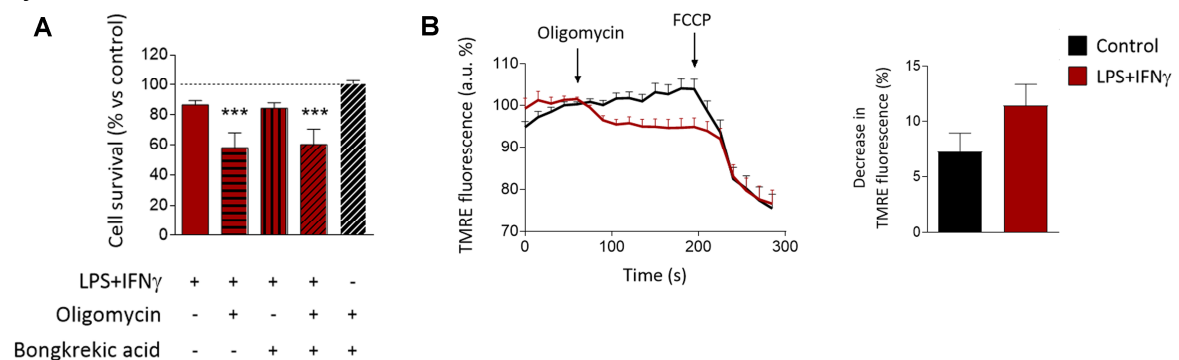 A
Cell survival (% vs control)
120
100
80
60
40
20
0
***
***
LPS+IFNγ + + + + -
Oligomycin - + - + +
Bongkrekic acid - - + + +
B
TMRE fluorescence (a.u. %)
110
100
90
80
70
Oligomycin
FCCP
0 100 200 300
Time (s)
Decrease in
TMRE fluorescence (%)
15
10
5
0
Control
LPS+IFNγ